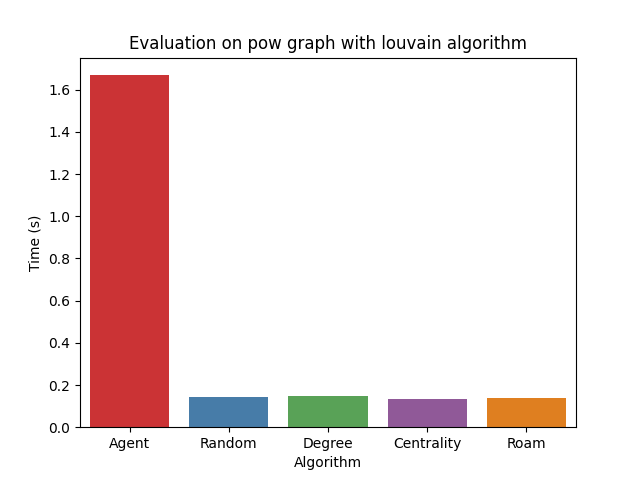 Evaluation on pow graph with louvain algorithm
Time (s)
1.6
1.4
1.2
1.0
0.8
0.6
0.4
0.2
0.0
Agent Random Degree Centrality Roam
Algorithm